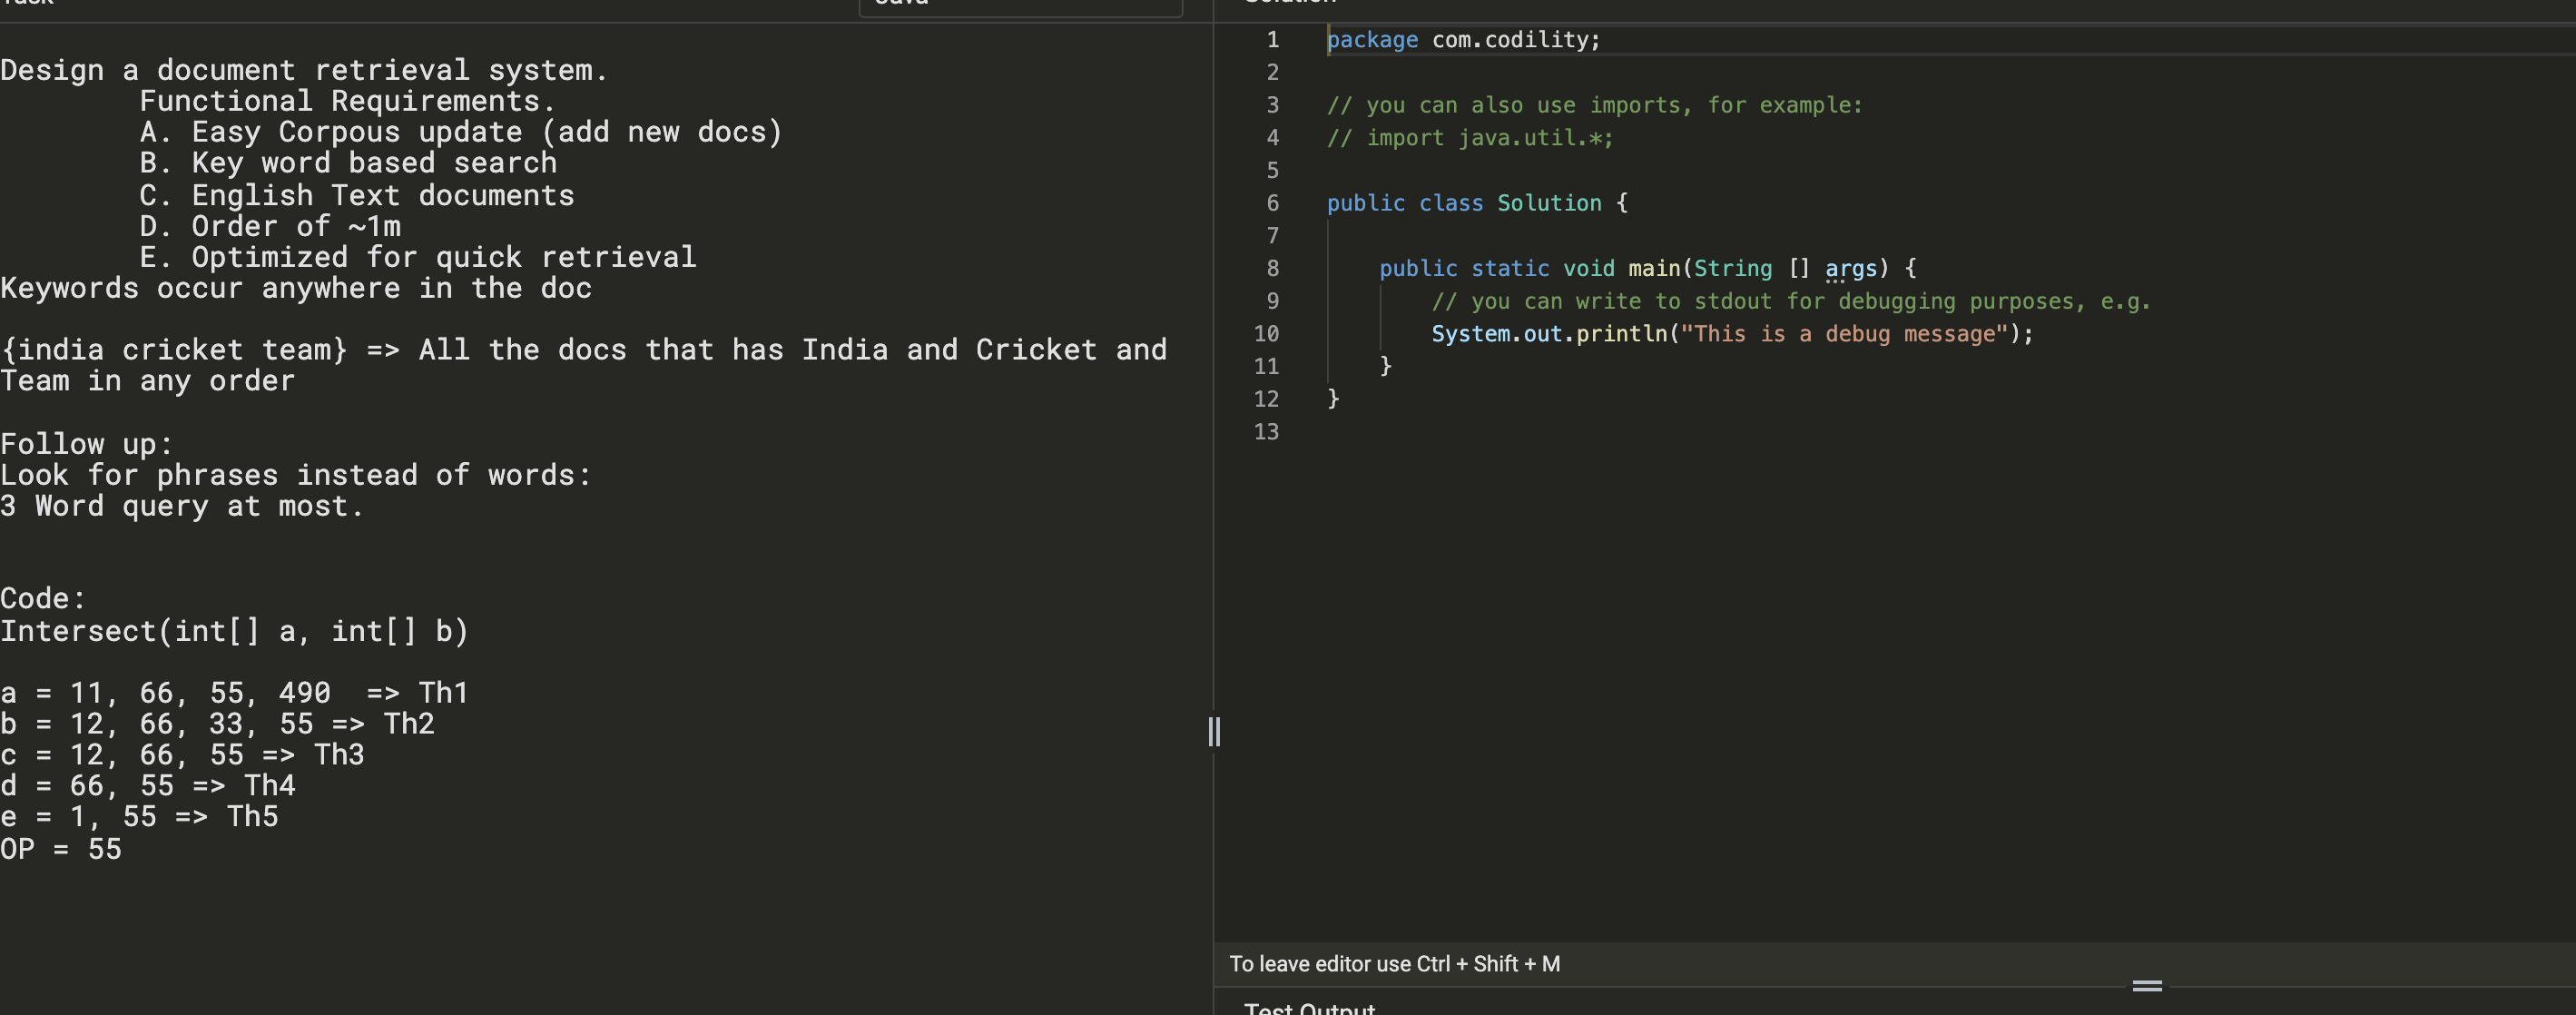 Task
Java
Design a document retrieval system.
Functional Requirements.
A. Easy Corpous update (add new docs)
B. Key word based search
C. English Text documents
D. Order of ~1m
E. Optimized for quick retrieval
Keywords occur anywhere in the doc
{india cricket team} => All the docs that has India and Cricket and
Team in any order
Follow up:
Look for phrases instead of words:
3 Word query at most.
Code:
Intersect(int[] a, int[] b)
a = 11, 66, 55, 490  => Th1
b = 12, 66, 33, 55 => Th2
c = 12, 66, 55 => Th3
d = 66, 55 => Th4
e = 1, 55 => Th5
OP = 55
Solution
1 package com.codility;
2
3 // you can also use imports, for example:
4 // import java.util.*;
5
6 public class Solution {
7
8     public static void main(String [] args) {
9         // you can write to stdout for debugging purposes, e.g.
10         System.out.println("This is a debug message");
11     }
12 }
13
To leave editor use Ctrl + Shift + M
Test Output